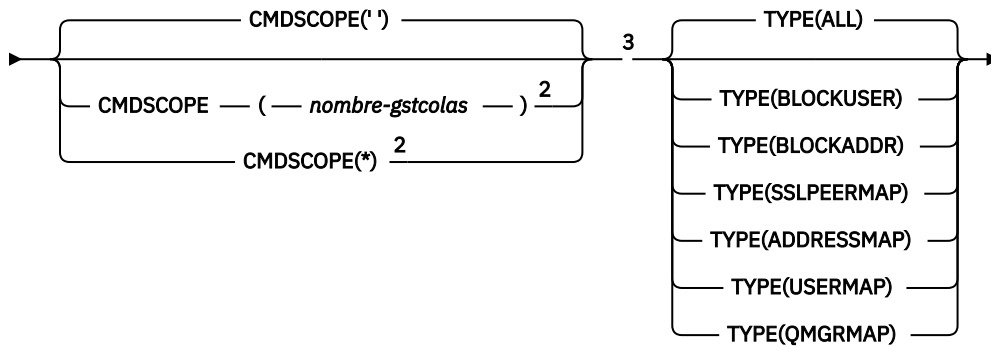 CMDSCOPE(' ')
CMDSCOPE ( nombre-gstcolas ) 2
CMDSCOPE(*) 2
3
TYPE(ALL)
TYPE(BLOCKUSER)
TYPE(BLOCKADDR)
TYPE(SSLPEERMAP)
TYPE(ADDRESSMAP)
TYPE(USERMAP)
TYPE(QMGRMAP)